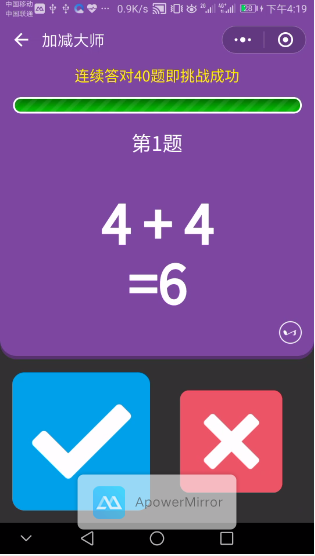 中国移动
中国联通
0.9K/s
下午4:19
加减大师
连续答对40题即挑战成功
第1题
4 + 4
=6
ApowerMirror